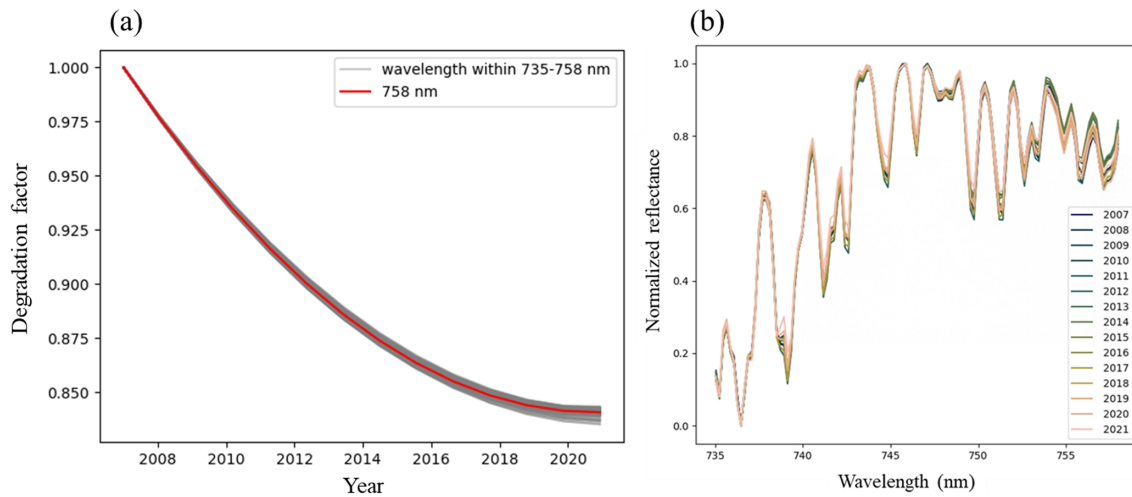 (a)
1.000
0.975
0.950
0.925
0.900
0.875
0.850
Degradation factor
wavelength within 735-758 nm
758 nm
2008 2010 2012 2014 2016 2018 2020
Year
(b)
1.0
0.8
0.6
0.4
0.2
0.0
Normalized reflectance
2007
2008
2009
2010
2011
2012
2013
2014
2015
2016
2017
2018
2019
2020
2021
735 740 745 750 755
Wavelength (nm)